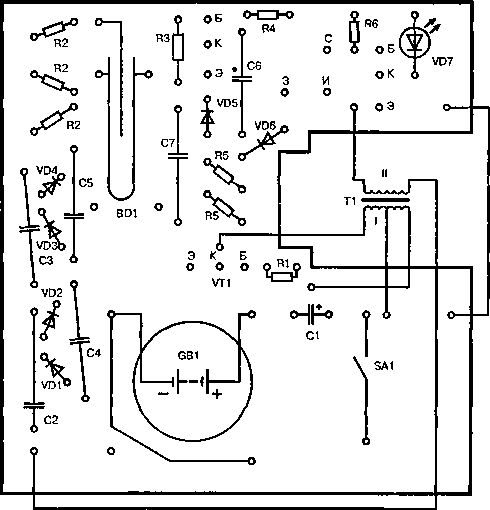 Б
R4
R6
R2
R3
К
С
Б
VD7
R2
Э
C6
З
И
К
VD5
Э
R2
VD6
C7
VD4
C5
R5
II
T1
BD1
R5
I
VD3
C3
Э
К
Б
R1
VT1
VD2
C1
+
C4
GB1
SA1
VD1
− +
C2
+